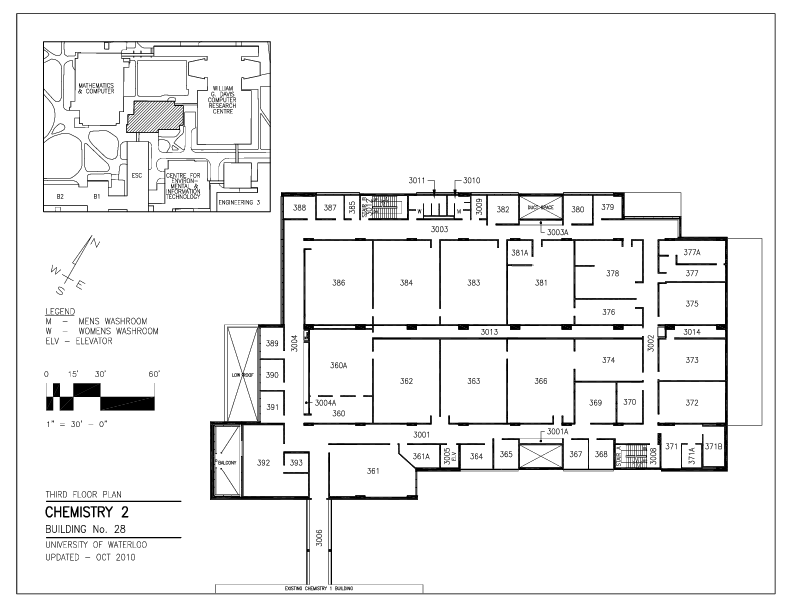 MATHEMATICS
& COMPUTER
WILLIAM
G. DAVIS
COMPUTER
RESEARCH
CENTRE
ESC
CENTRE FOR
ENVIRON-
MENTAL &
INFORMATION
TECHNOLOGY
B2
B1
ENGINEERING 3
N
W
E
S
LEGEND
M — MENS WASHROOM
W — WOMENS WASHROOM
ELV — ELEVATOR
0 15' 30' 60'
1" = 30' – 0"
THIRD FLOOR PLAN
CHEMISTRY 2
BUILDING No. 28
UNIVERSITY OF WATERLOO
UPDATED – OCT 2010
3011
3010
388
387
385
W
M
3009
382
DUCT SPACE
380
379
3003
3003A
381A
386
384
383
381
378
377A
377
376
375
3013
3004
3002
3014
389
390
391
LOW ROOF
360A
360
3004A
362
363
366
374
373
369
370
372
3001
3001A
BALCONY
392
393
361
361A
3005
ELV
364
365
367
368
STAIR A
3008
371
371A
371B
3006
EXISTING CHEMISTRY 1 BUILDING